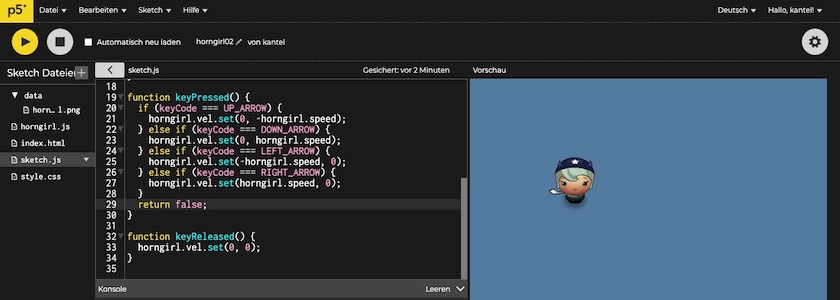 p5* Datei Bearbeiten Sketch Hilfe Deutsch Hallo, kantel!
Automatisch neu laden horngirl02 von kantel
Sketch Dateien + sketch.js Gesichert: vor 2 Minuten Vorschau
data
horn...l.png
horngirl.js
index.html
sketch.js
style.css
18
19 function keyPressed() {
20 if (keyCode === UP_ARROW) {
21 horngirl.vel.set(0, -horngirl.speed);
22 } else if (keyCode === DOWN_ARROW) {
23 horngirl.vel.set(0, horngirl.speed);
24 } else if (keyCode === LEFT_ARROW) {
25 horngirl.vel.set(-horngirl.speed, 0);
26 } else if (keyCode === RIGHT_ARROW) {
27 horngirl.vel.set(horngirl.speed, 0);
28 }
29 return false;
30 }
31
32 function keyReleased() {
33 horngirl.vel.set(0, 0);
34 }
35
Konsole Leeren